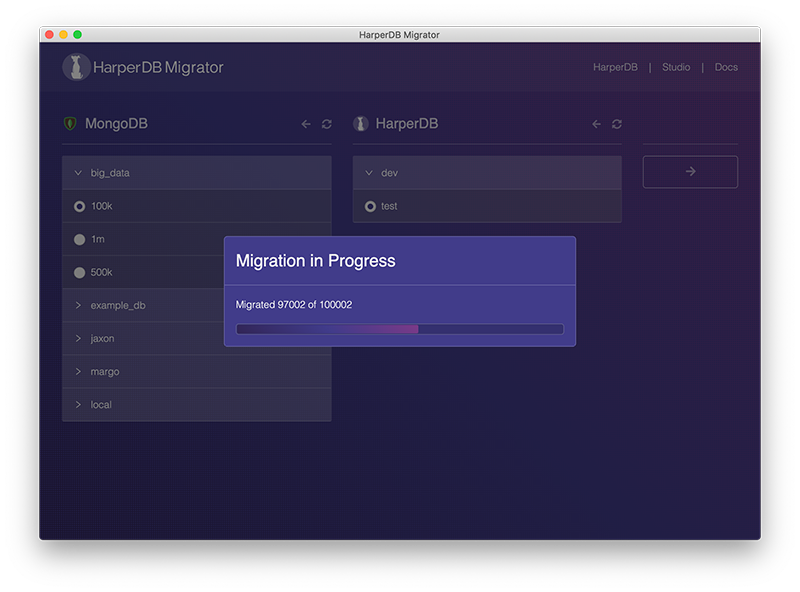 HarperDB Migrator
HarperDB Migrator
HarperDB | Studio | Docs
MongoDB
HarperDB
big_data
dev
100k
test
1m
500k
Migration in Progress
example_db
Migrated 97002 of 100002
jaxon
margo
local